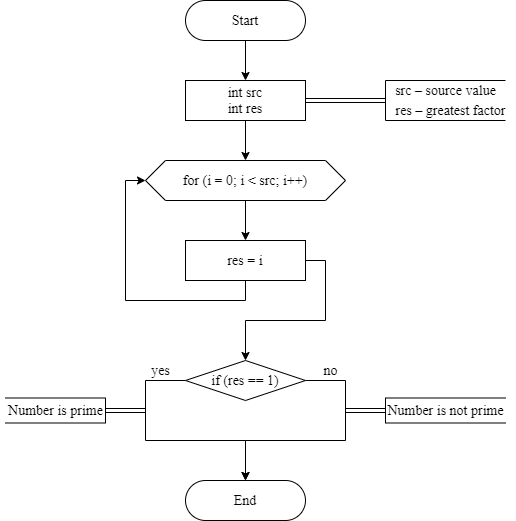 Start
int src
int res
src – source value
res – greatest factor
for (i = 0; i < src; i++)
res = i
yes
if (res == 1)
no
Number is prime
Number is not prime
End